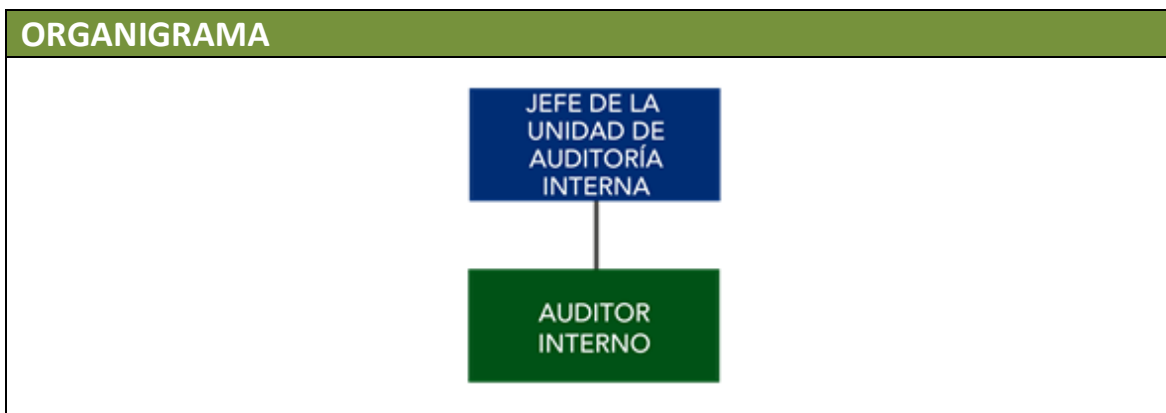 ORGANIGRAMA
JEFE DE LA
UNIDAD DE
AUDITORÍA
INTERNA
AUDITOR
INTERNO